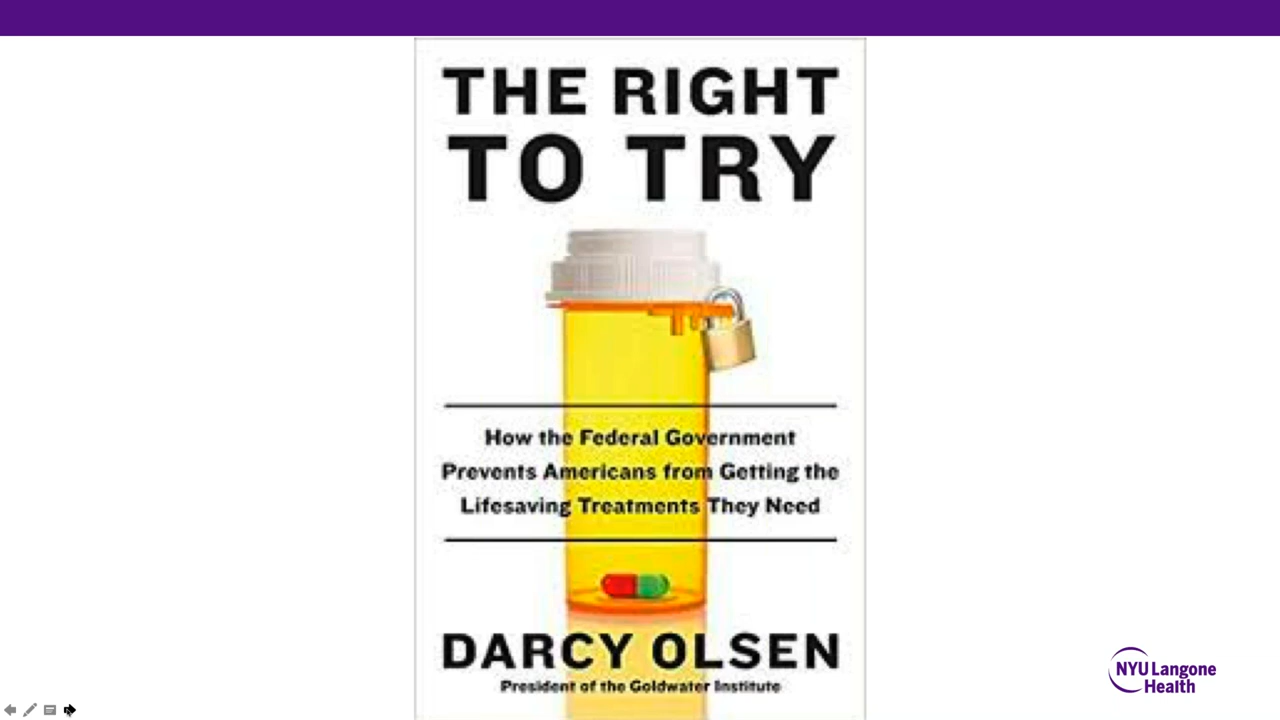 THE RIGHT
TO TRY
How the Federal Government
Prevents Americans from Getting the
Lifesaving Treatments They Need
DARCY OLSEN
President of the Goldwater Institute
NYU Langone
Health